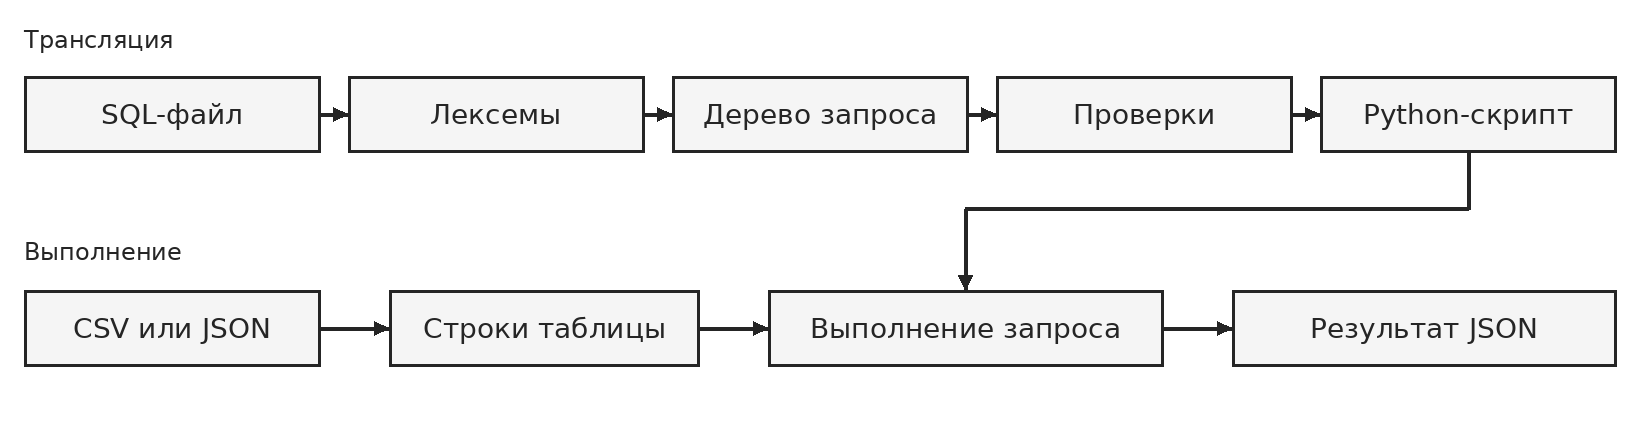 Трансляция
SQL-файл
Лексемы
Дерево запроса
Проверки
Python-скрипт
Выполнение
CSV или JSON
Строки таблицы
Выполнение запроса
Результат JSON